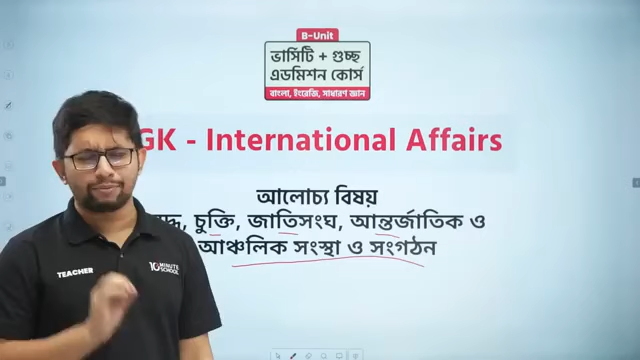 B-Unit
ভার্সিটি + গুচ্ছ
এডমিশন কোর্স
বাংলা, ইংরেজি, সাধারণ জ্ঞান
GK - International Affairs
আলোচ্য বিষয়
চুক্তি, জাতিসংঘ, আন্তর্জাতিক ও
আঞ্চলিক সংস্থা ও সংগঠন
TEACHER
10 MINUTE
SCHOOL